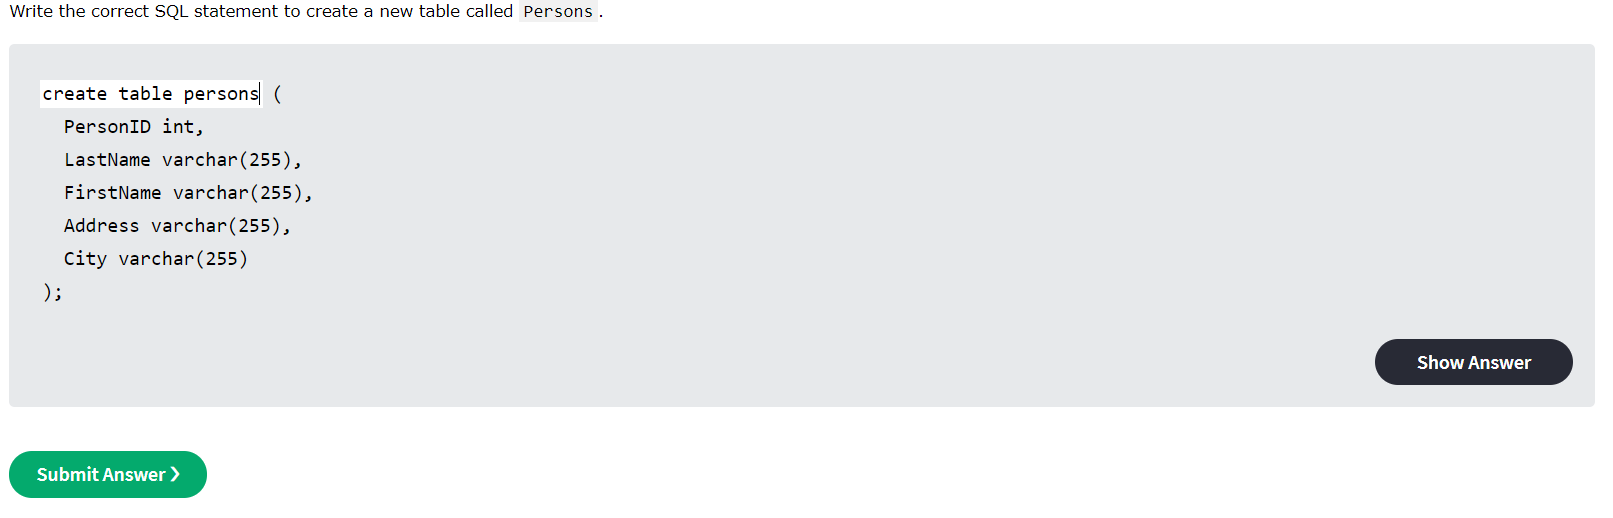 Write the correct SQL statement to create a new table called Persons.
create table persons (
PersonID int,
LastName varchar(255),
FirstName varchar(255),
Address varchar(255),
City varchar(255)
);
Show Answer
Submit Answer ❯